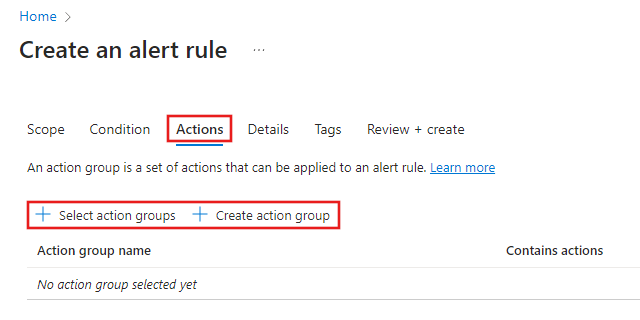 Home
Create an alert rule ...
Scope Condition Actions Details Tags Review + create
An action group is a set of actions that can be applied to an alert rule. Learn more
+ Select action groups + Create action group
Action group name Contains actions
No action group selected yet